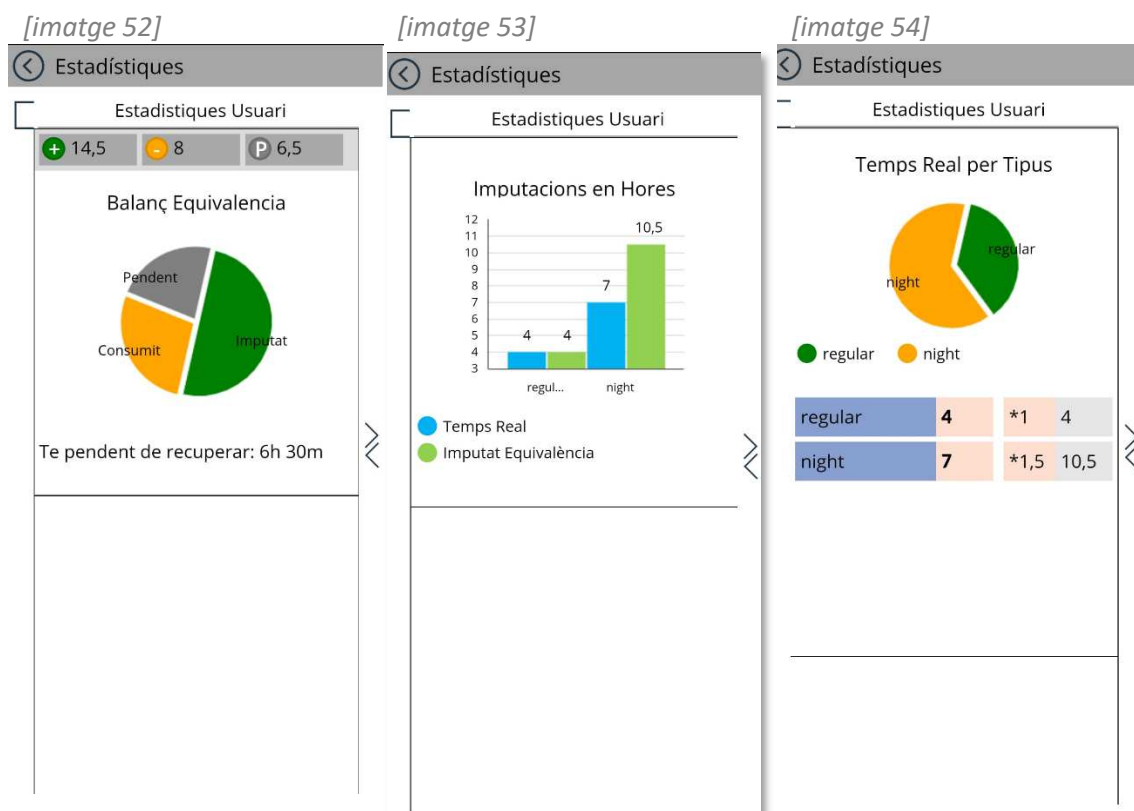 [imatge 52]
Estadístiques
Estadistiques Usuari
+ 14,5 - 8 P 6,5
Balanç Equivalencia
Pendent
Imputat
Consumit
Te pendent de recuperar: 6h 30m
[imatge 53]
Estadístiques
Estadistiques Usuari
Imputacions en Hores
12
11
10
9
8
7
6
5
4
3
4
4
7
10,5
regul...
night
Temps Real
Imputat Equivalència
[imatge 54]
Estadístiques
Estadistiques Usuari
Temps Real per Tipus
regular
night
regular night
regular 4 *1 4
night 7 *1,5 10,5